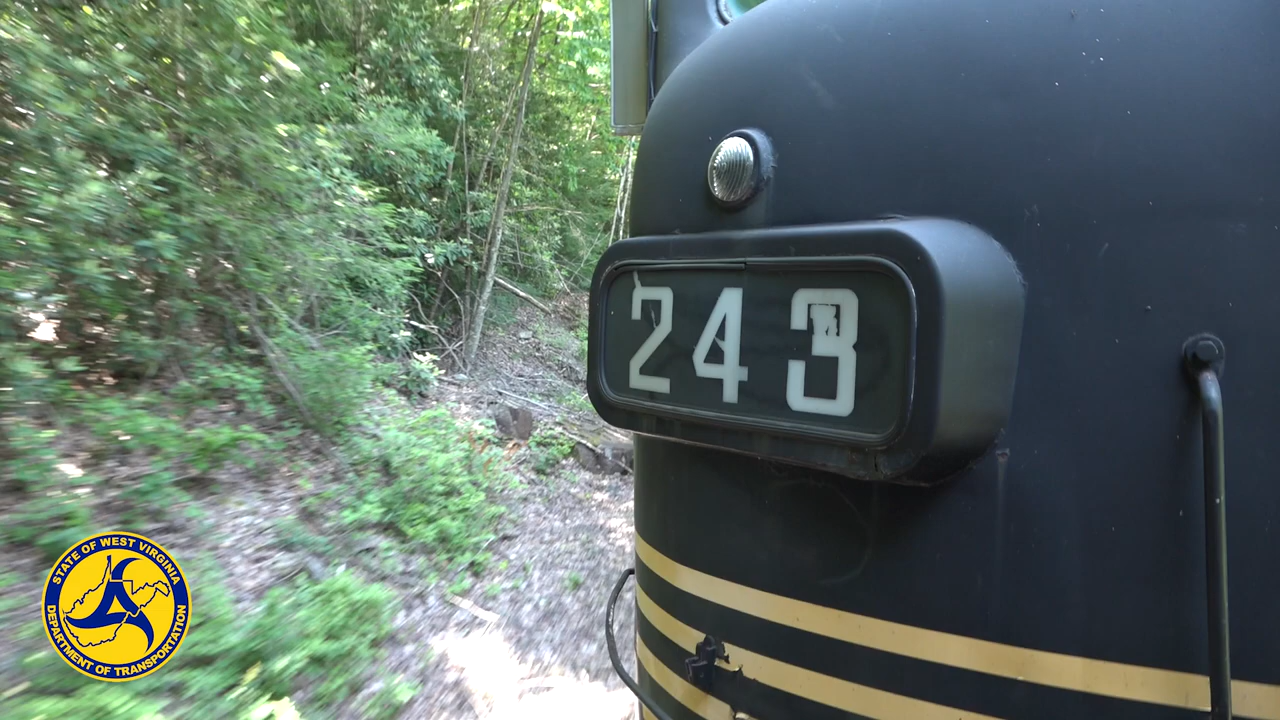 243
STATE OF WEST VIRGINIA
DEPARTMENT OF TRANSPORTATION